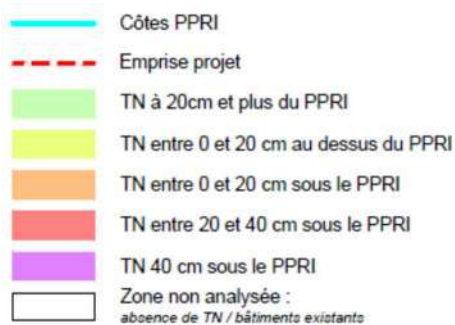 Côtes PPRI
Emprise projet
TN à 20cm et plus du PPRI
TN entre 0 et 20 cm au dessus du PPRI
TN entre 0 et 20 cm sous le PPRI
TN entre 20 et 40 cm sous le PPRI
TN 40 cm sous le PPRI
Zone non analysée :
absence de TN / bâtiments existants